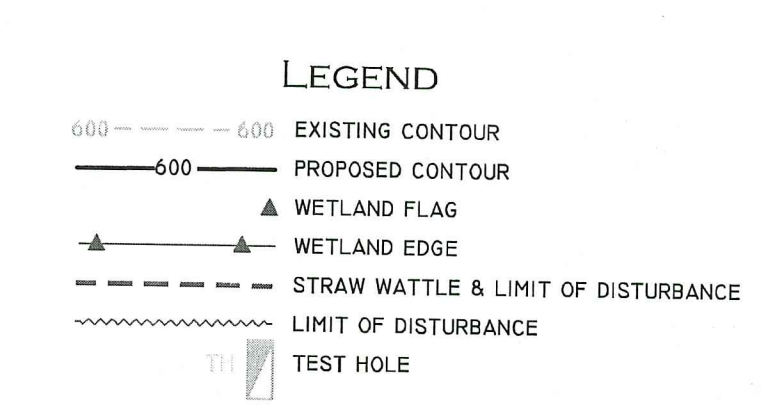 LEGEND
600 600 EXISTING CONTOUR
600 PROPOSED CONTOUR
WETLAND FLAG
WETLAND EDGE
STRAW WATTLE & LIMIT OF DISTURBANCE
LIMIT OF DISTURBANCE
TH TEST HOLE